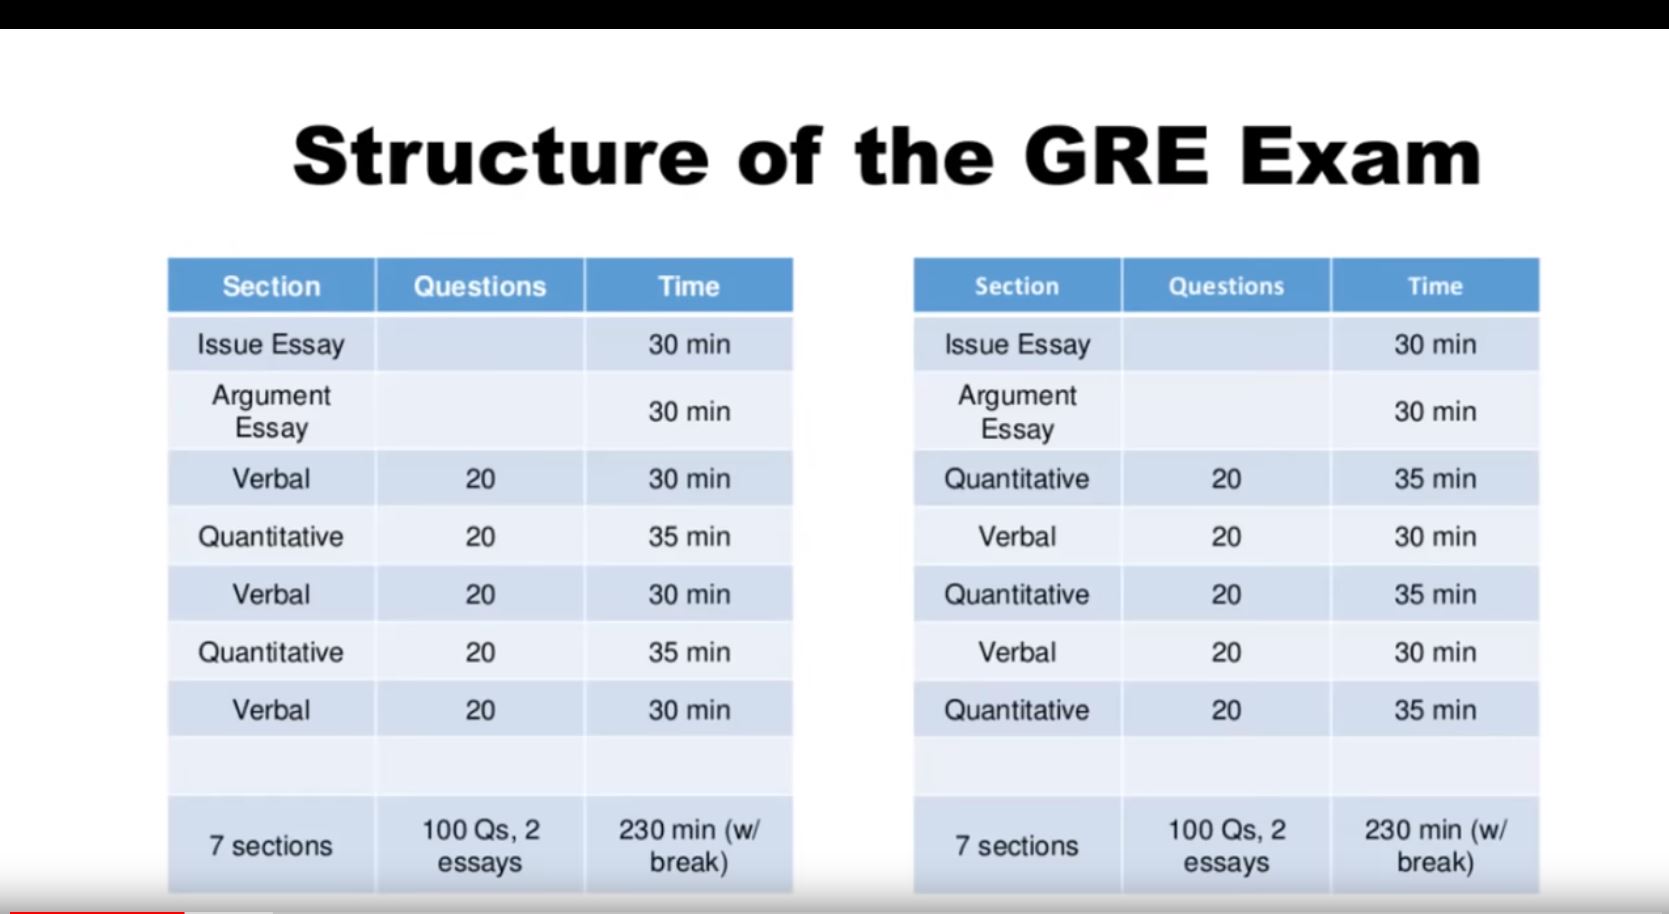 Structure of the GRE Exam
Section Questions Time
Issue Essay 30 min
Argument
Essay
30 min
Verbal 20 30 min
Quantitative 20 35 min
Verbal 20 30 min
Quantitative 20 35 min
Verbal 20 30 min
7 sections
100 Qs, 2
essays
230 min (w/
break)
Section Questions Time
Issue Essay 30 min
Argument
Essay
30 min
Quantitative 20 35 min
Verbal 20 30 min
Quantitative 20 35 min
Verbal 20 30 min
Quantitative 20 35 min
7 sections
100 Qs, 2
essays
230 min (w/
break)